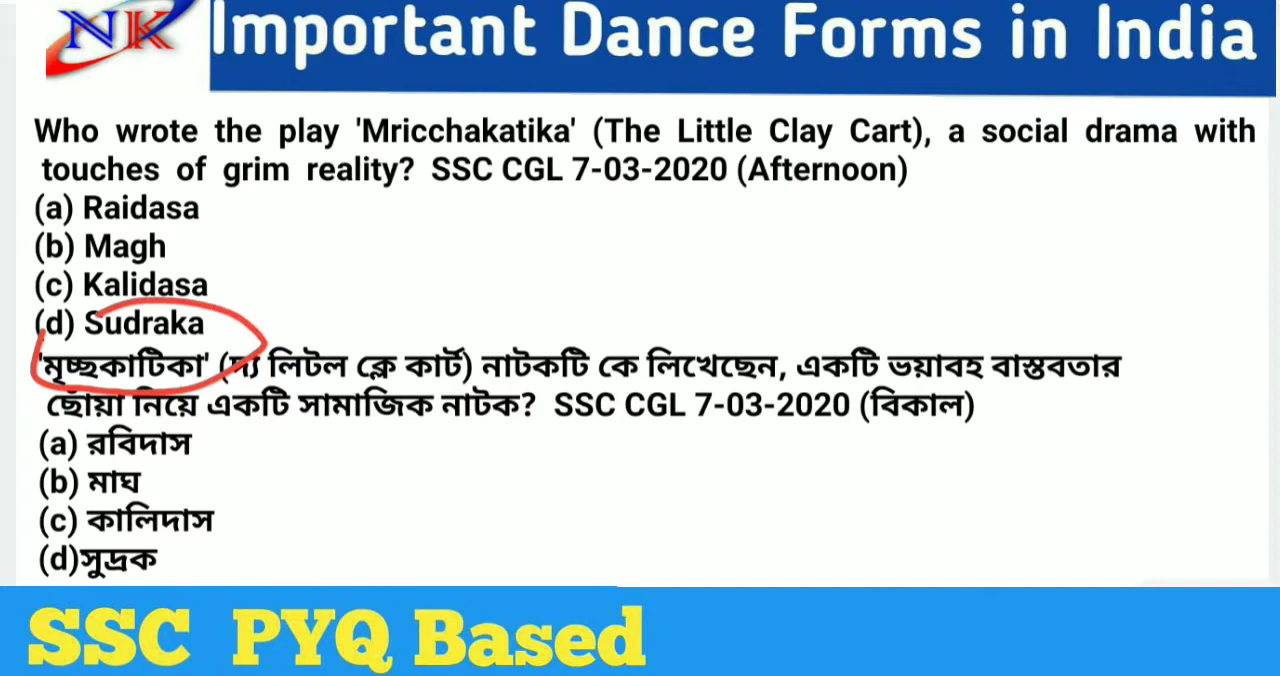 NK
Important Dance Forms in India
Who wrote the play 'Mricchakatika' (The Little Clay Cart), a social drama with
touches of grim reality? SSC CGL 7-03-2020 (Afternoon)
(a) Raidasa
(b) Magh
(c) Kalidasa
(d) Sudraka
'মৃচ্ছকাটিকা' (দ্য লিটল ক্লে কার্ট) নাটকটি কে লিখেছেন, একটি ভয়াবহ বাস্তবতার
ছোঁয়া নিয়ে একটি সামাজিক নাটক? SSC CGL 7-03-2020 (বিকাল)
(a) রবিদাস
(b) মাঘ
(c) কালিদাস
(d)সুদ্রক
SSC PYQ Based